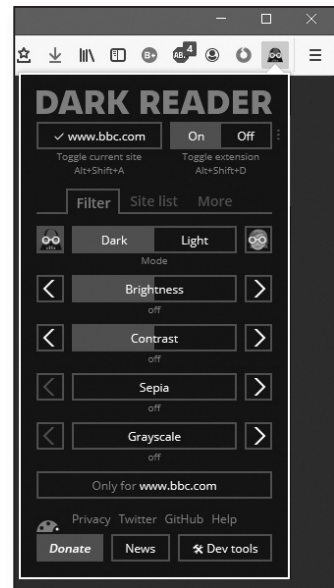 B+ AB. 4
DARK READER
✓ www.bbc.com On Off
Toggle current site Toggle extension
Alt+Shift+A Alt+Shift+D
Filter Site list More
Dark Light
Mode
Brightness
off
Contrast
off
Sepia
off
Grayscale
off
Only for www.bbc.com
Privacy Twitter GitHub Help
Donate News 🛠 Dev tools